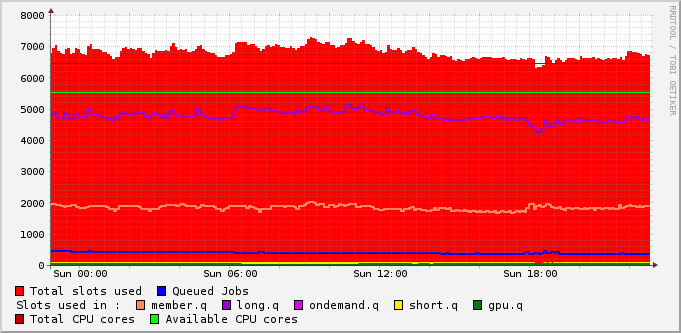 RRDTOOL / TOBI OETIKER
8000
7000
6000
5000
4000
3000
2000
1000
0
Sun 00:00 Sun 06:00 Sun 12:00 Sun 18:00
Total slots used Queued Jobs
Slots used in : member.q long.q ondemand.q short.q gpu.q
Total CPU cores Available CPU cores